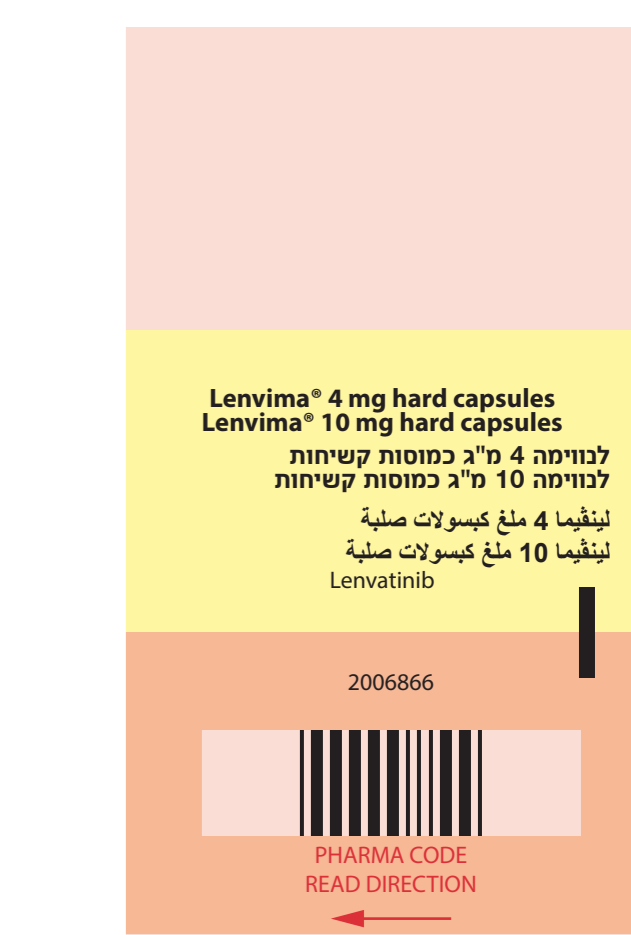 Lenvima® 4 mg hard capsules
Lenvima® 10 mg hard capsules
לנווימה 4 מ"ג כמוסות קשיחות
לנווימה 10 מ"ג כמוסות קשיחות
لينڤيما 4 ملغ كبسولات صلبة
لينڤيما 10 ملغ كبسولات صلبة
Lenvatinib
2006866
PHARMA CODE
READ DIRECTION